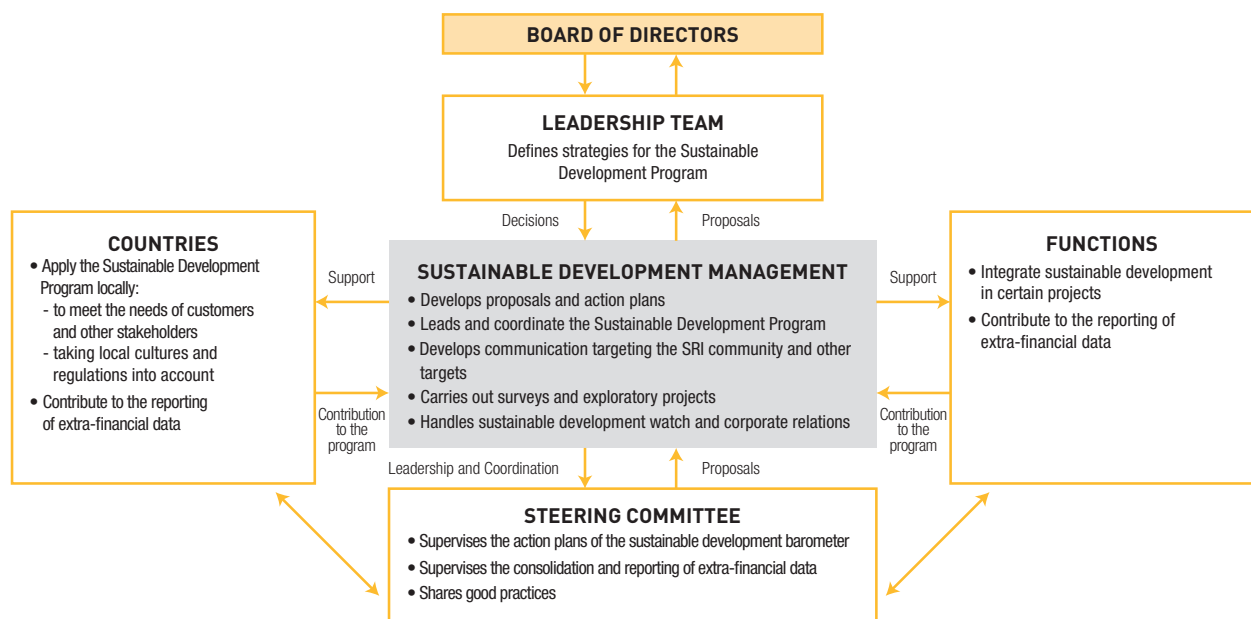 BOARD OF DIRECTORS
LEADERSHIP TEAM
Defines strategies for the Sustainable
Development Program
Decisions
Proposals
COUNTRIES
• Apply the Sustainable Development
Program locally:
- to meet the needs of customers
and other stakeholders
- taking local cultures and
regulations into account
• Contribute to the reporting
of extra-financial data
Support
Contribution
to the
program
SUSTAINABLE DEVELOPMENT MANAGEMENT
• Develops proposals and action plans
• Leads and coordinate the Sustainable Development Program
• Develops communication targeting the SRI community and other
targets
• Carries out surveys and exploratory projects
• Handles sustainable development watch and corporate relations
Support
Contribution
to the
program
FUNCTIONS
• Integrate sustainable development
in certain projects
• Contribute to the reporting of
extra-financial data
Leadership and Coordination
Proposals
STEERING COMMITTEE
• Supervises the action plans of the sustainable development barometer
• Supervises the consolidation and reporting of extra-financial data
• Shares good practices